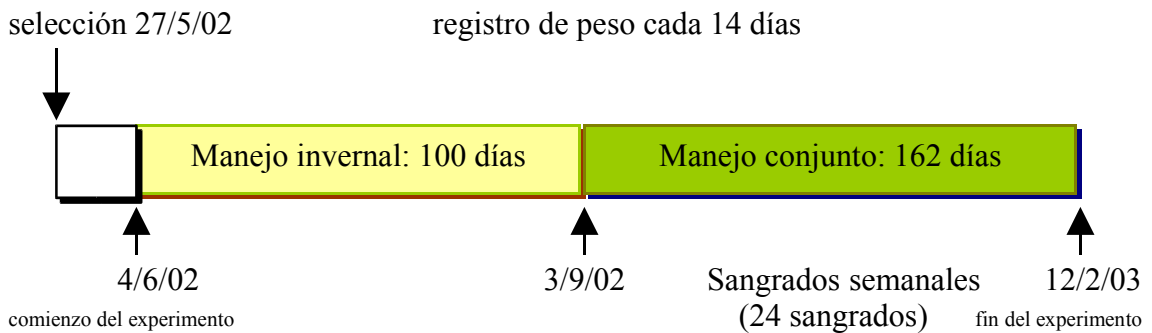 selección 27/5/02
registro de peso cada 14 días
Manejo invernal: 100 días
Manejo conjunto: 162 días
4/6/02
3/9/02
Sangrados semanales
12/2/03
comienzo del experimento
(24 sangrados)
fin del experimento